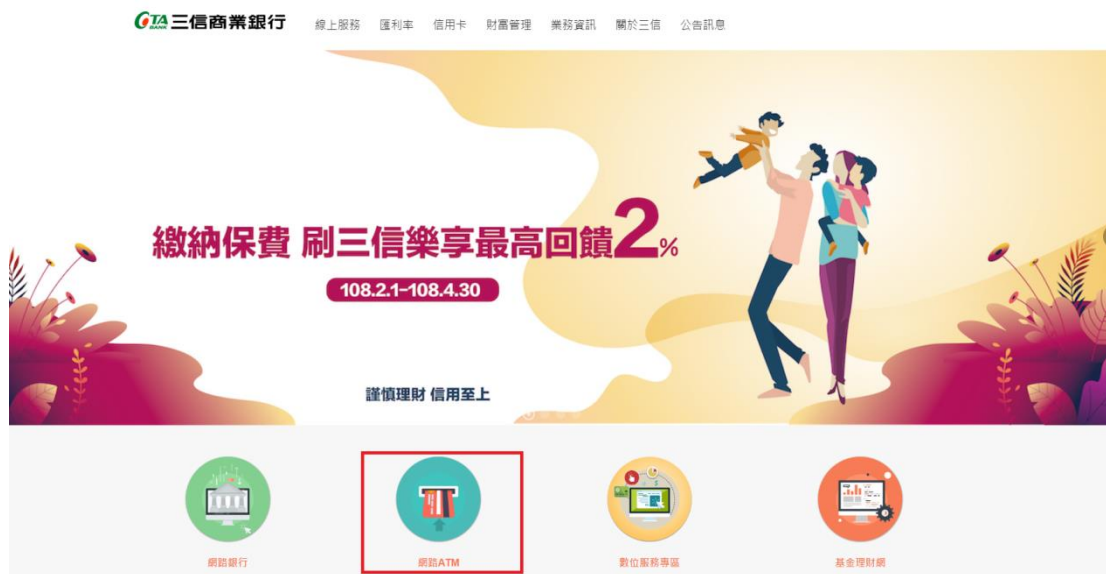 CTA BANK 三信商業銀行 線上服務 匯利率 信用卡 財富管理 業務資訊 關於三信 公告訊息
繳納保費 刷三信樂享最高回饋2%
108.2.1-108.4.30
謹慎理財 信用至上
網路銀行 網路ATM 數位服務專區 基金理財網